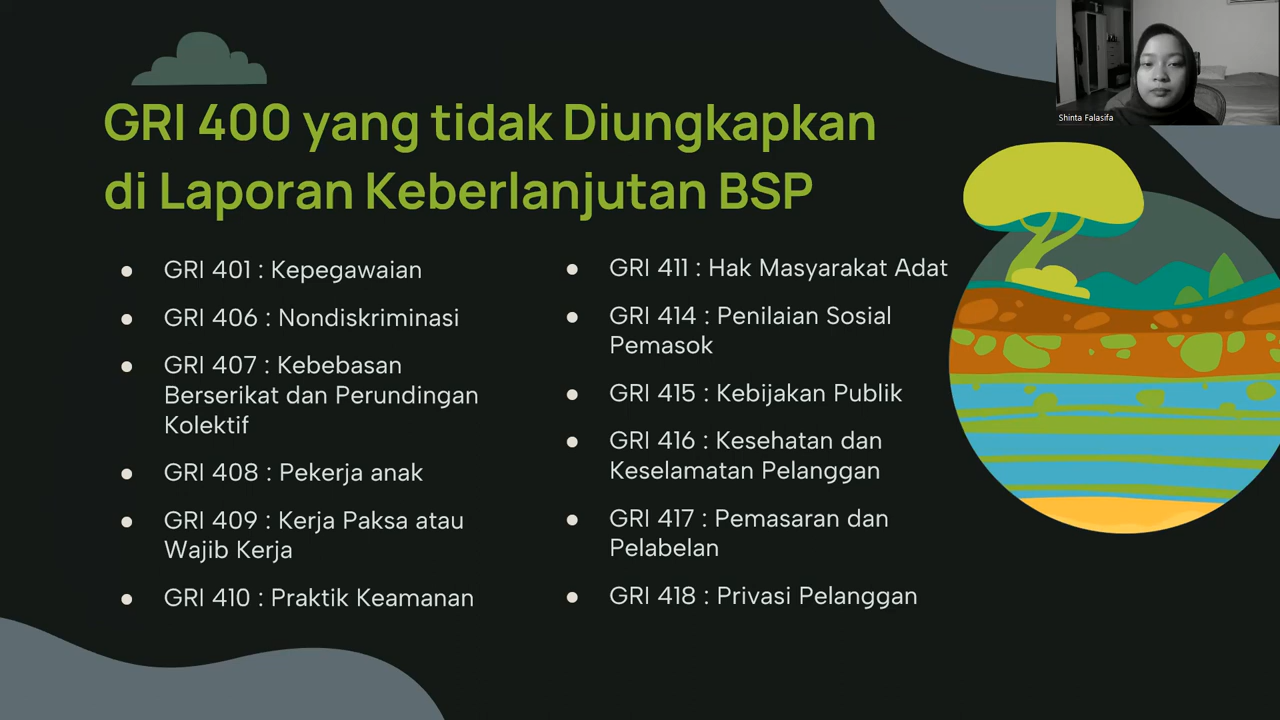 GRI 400 yang tidak Diungkapkan
di Laporan Keberlanjutan BSP
GRI 401 : Kepegawaian
GRI 406 : Nondiskriminasi
GRI 407 : Kebebasan
Berserikat dan Perundingan
Kolektif
GRI 408 : Pekerja anak
GRI 409 : Kerja Paksa atau
Wajib Kerja
GRI 410 : Praktik Keamanan
GRI 411 : Hak Masyarakat Adat
GRI 414 : Penilaian Sosial
Pemasok
GRI 415 : Kebijakan Publik
GRI 416 : Kesehatan dan
Keselamatan Pelanggan
GRI 417 : Pemasaran dan
Pelabelan
GRI 418 : Privasi Pelanggan
Shinta Falasifa